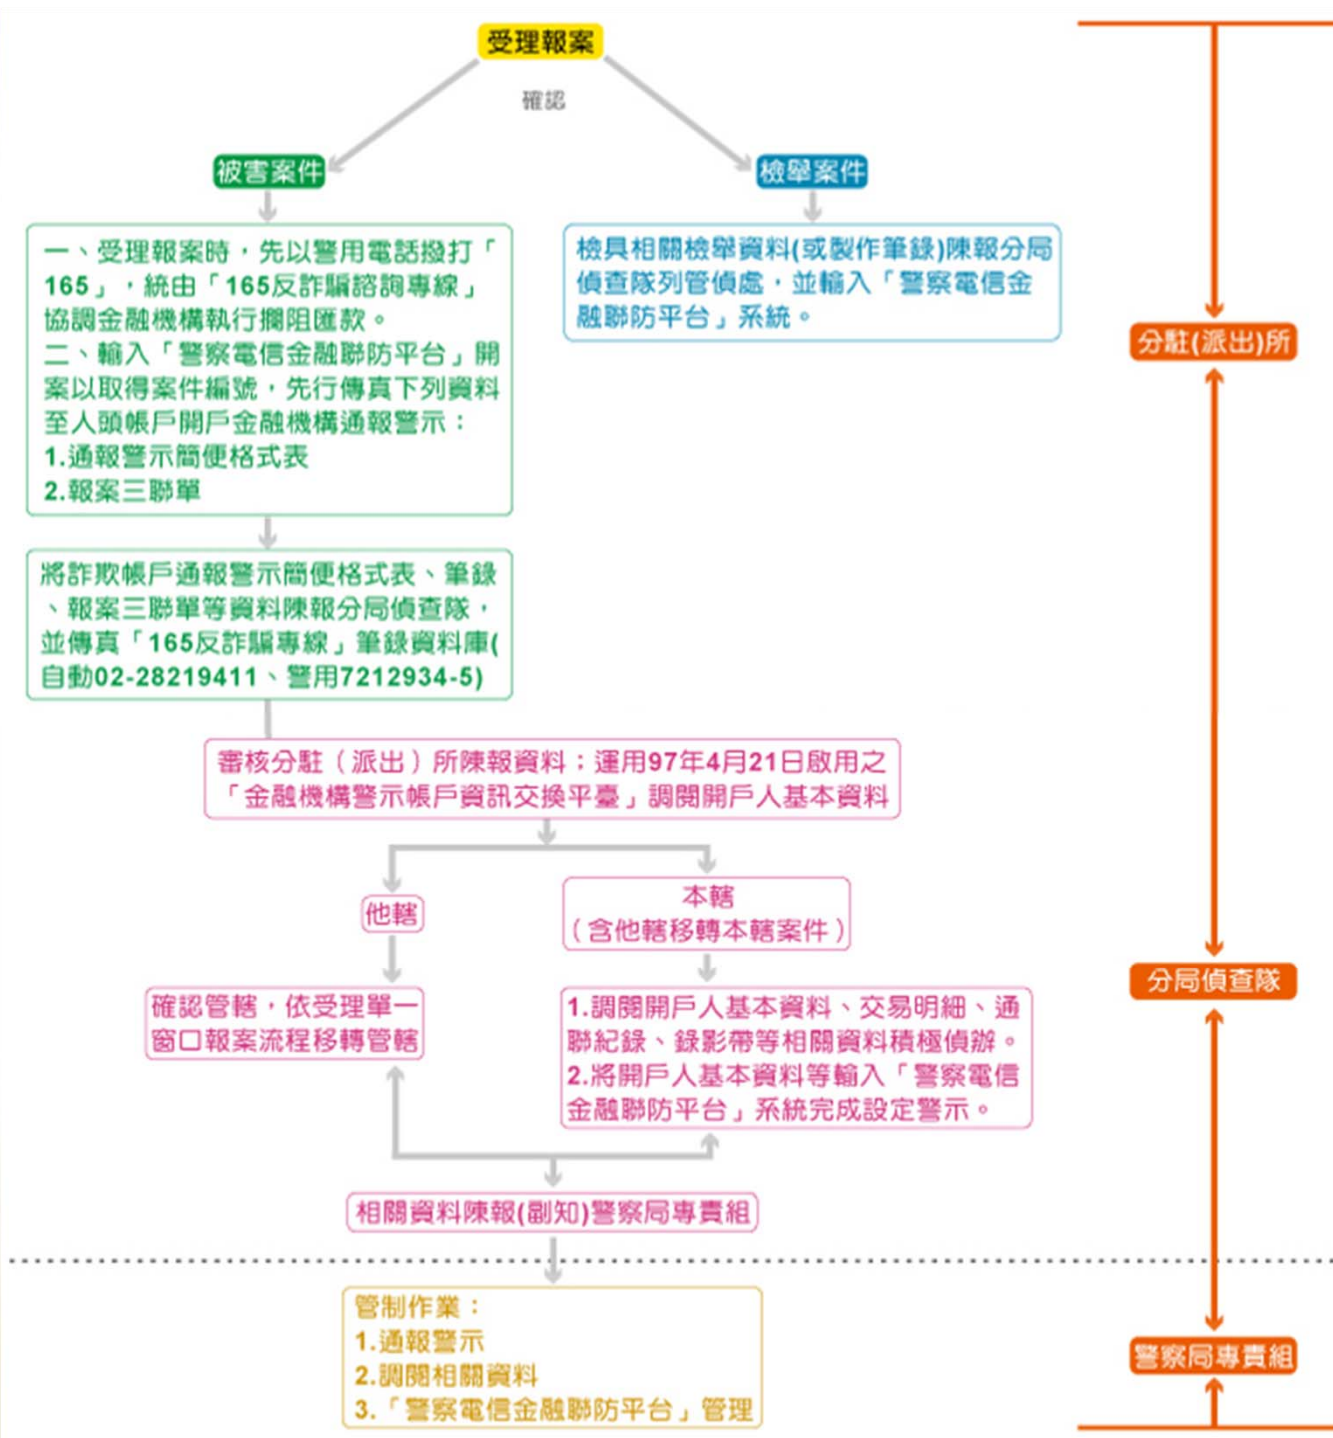 受理報案
確認
被害案件
檢舉案件
一、受理報案時，先以警用電話撥打「
165」，統由「165反詐騙諮詢專線」
協調金融機構執行攔阻匯款。
二、輸入「警察電信金融聯防平台」開
案以取得案件編號，先行傳真下列資料
至人頭帳戶開戶金融機構通報警示：
1.通報警示簡便格式表
2.報案三聯單
檢具相關檢舉資料(或製作筆錄)陳報分局
偵查隊列管偵處，並輸入「警察電信金
融聯防平台」系統。
分駐(派出)所
將詐欺帳戶通報警示簡便格式表、筆錄
、報案三聯單等資料陳報分局偵查隊，
並傳真「165反詐騙專線」筆錄資料庫(
自動02-28219411、警用7212934-5)
審核分駐（派出）所陳報資料；運用97年4月21日啟用之
「金融機構警示帳戶資訊交換平臺」調閱開戶人基本資料
他轄
本轄
（含他轄移轉本轄案件）
分局偵查隊
確認管轄，依受理單一
窗口報案流程移轉管轄
1.調閱開戶人基本資料、交易明細、通
聯紀錄、錄影帶等相關資料積極偵辦。
2.將開戶人基本資料等輸入「警察電信
金融聯防平台」系統完成設定警示。
相關資料陳報(副知)警察局專責組
管制作業：
1.通報警示
2.調閱相關資料
3.「警察電信金融聯防平台」管理
警察局專責組